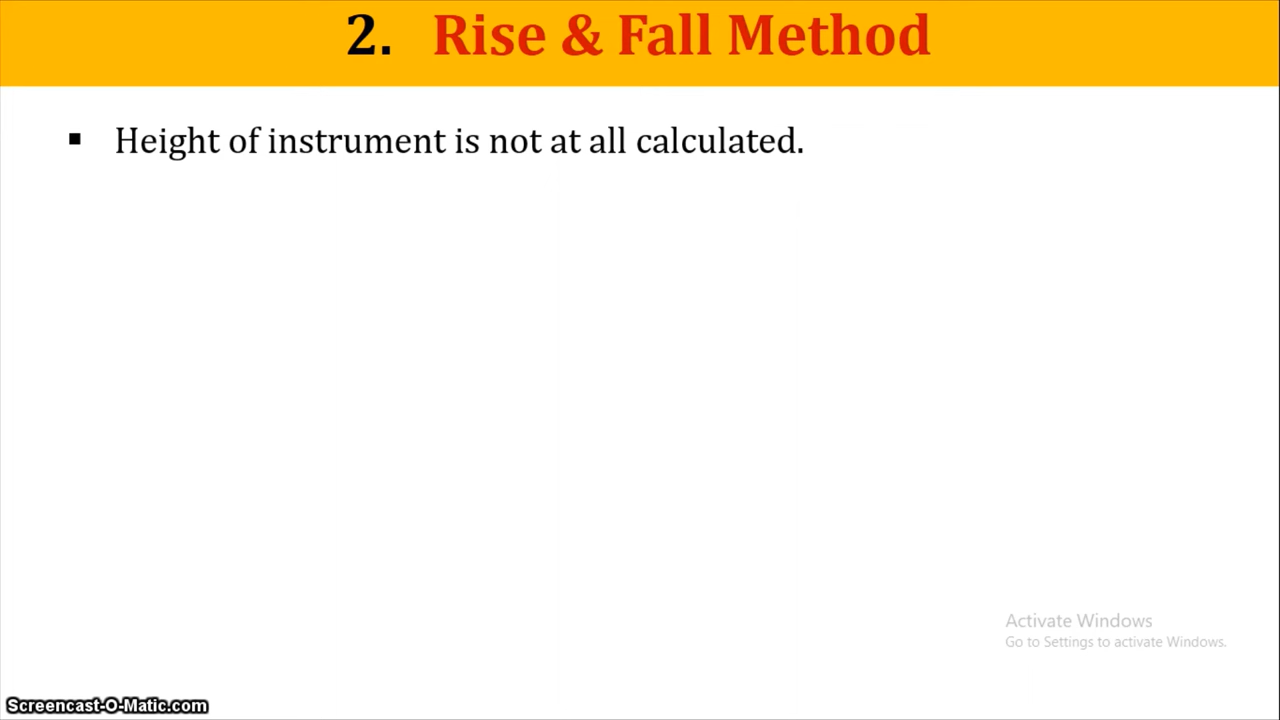 2. Rise & Fall Method
▪ Height of instrument is not at all calculated.
Activate Windows
Go to Settings to activate Windows.
Screencast-O-Matic.com